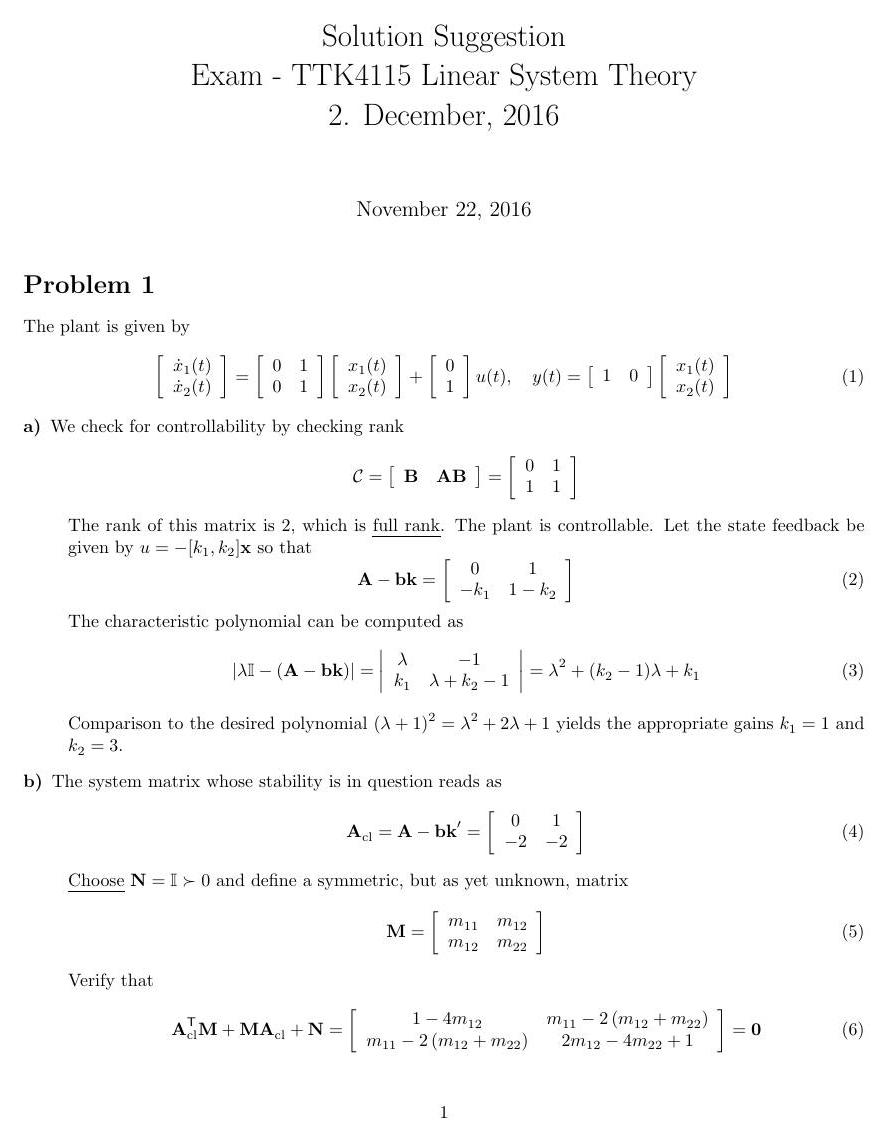 Solution Suggestion
Exam - TTK4115 Linear System Theory
2. December, 2016
November 22, 2016
Problem 1
The plant is given by
[ ẋ₁(t) ; ẋ₂(t) ] = [ 0 1 ; 0 1 ] [ x₁(t) ; x₂(t) ] + [ 0 ; 1 ] u(t), y(t) = [ 1 0 ] [ x₁(t) ; x₂(t) ] (1)
a) We check for controllability by checking rank
𝒞 = [ B AB ] = [ 0 1 ; 1 1 ]
The rank of this matrix is 2, which is full rank. The plant is controllable. Let the state feedback be
given by u = −[k₁, k₂]x so that
A − bk = [ 0 1 ; −k₁ 1 − k₂ ] (2)
The characteristic polynomial can be computed as
|λ𝕀 − (A − bk)| = | λ −1 ; k₁ λ + k₂ − 1 | = λ² + (k₂ − 1)λ + k₁ (3)
Comparison to the desired polynomial (λ + 1)² = λ² + 2λ + 1 yields the appropriate gains k₁ = 1 and
k₂ = 3.
b) The system matrix whose stability is in question reads as
A_cl = A − bk′ = [ 0 1 ; −2 −2 ] (4)
Choose N = 𝕀 ≻ 0 and define a symmetric, but as yet unknown, matrix
M = [ m₁₁ m₁₂ ; m₁₂ m₂₂ ] (5)
Verify that
A_cl^T M + MA_cl + N = [ 1 − 4m₁₂ m₁₁ − 2 (m₁₂ + m₂₂) ; m₁₁ − 2 (m₁₂ + m₂₂) 2m₁₂ − 4m₂₂ + 1 ] = 0 (6)
1